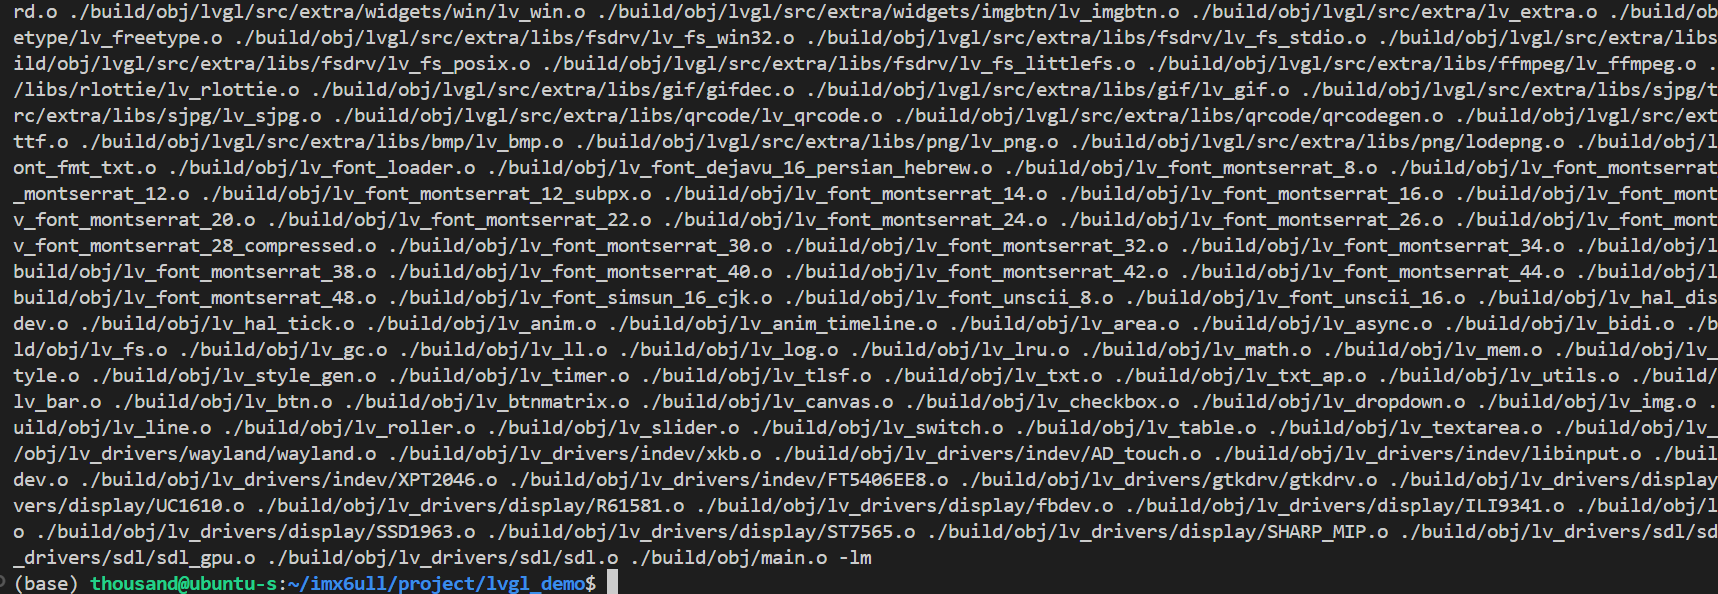 rd.o ./build/obj/lvgl/src/extra/widgets/win/lv_win.o ./build/obj/lvgl/src/extra/widgets/imgbtn/lv_imgbtn.o ./build/obj/lvgl/src/extra/lv_extra.o ./build/ob
etype/lv_freetype.o ./build/obj/lvgl/src/extra/libs/fsdrv/lv_fs_win32.o ./build/obj/lvgl/src/extra/libs/fsdrv/lv_fs_stdio.o ./build/obj/lvgl/src/extra/libs
ild/obj/lvgl/src/extra/libs/fsdrv/lv_fs_posix.o ./build/obj/lvgl/src/extra/libs/fsdrv/lv_fs_littlefs.o ./build/obj/lvgl/src/extra/libs/ffmpeg/lv_ffmpeg.o .
/libs/rlottie/lv_rlottie.o ./build/obj/lvgl/src/extra/libs/gif/gifdec.o ./build/obj/lvgl/src/extra/libs/gif/lv_gif.o ./build/obj/lvgl/src/extra/libs/sjpg/t
rc/extra/libs/sjpg/lv_sjpg.o ./build/obj/lvgl/src/extra/libs/qrcode/lv_qrcode.o ./build/obj/lvgl/src/extra/libs/qrcode/qrcodegen.o ./build/obj/lvgl/src/ext
ttf.o ./build/obj/lvgl/src/extra/libs/bmp/lv_bmp.o ./build/obj/lvgl/src/extra/libs/png/lv_png.o ./build/obj/lvgl/src/extra/libs/png/lodepng.o ./build/obj/l
ont_fmt_txt.o ./build/obj/lv_font_loader.o ./build/obj/lv_font_dejavu_16_persian_hebrew.o ./build/obj/lv_font_montserrat_8.o ./build/obj/lv_font_montserrat
_montserrat_12.o ./build/obj/lv_font_montserrat_12_subpx.o ./build/obj/lv_font_montserrat_14.o ./build/obj/lv_font_montserrat_16.o ./build/obj/lv_font_mont
v_font_montserrat_20.o ./build/obj/lv_font_montserrat_22.o ./build/obj/lv_font_montserrat_24.o ./build/obj/lv_font_montserrat_26.o ./build/obj/lv_font_mont
v_font_montserrat_28_compressed.o ./build/obj/lv_font_montserrat_30.o ./build/obj/lv_font_montserrat_32.o ./build/obj/lv_font_montserrat_34.o ./build/obj/l
build/obj/lv_font_montserrat_38.o ./build/obj/lv_font_montserrat_40.o ./build/obj/lv_font_montserrat_42.o ./build/obj/lv_font_montserrat_44.o ./build/obj/l
build/obj/lv_font_montserrat_48.o ./build/obj/lv_font_simsun_16_cjk.o ./build/obj/lv_font_unscii_8.o ./build/obj/lv_font_unscii_16.o ./build/obj/lv_hal_dis
dev.o ./build/obj/lv_hal_tick.o ./build/obj/lv_anim.o ./build/obj/lv_anim_timeline.o ./build/obj/lv_area.o ./build/obj/lv_async.o ./build/obj/lv_bidi.o ./b
ld/obj/lv_fs.o ./build/obj/lv_gc.o ./build/obj/lv_ll.o ./build/obj/lv_log.o ./build/obj/lv_lru.o ./build/obj/lv_math.o ./build/obj/lv_mem.o ./build/obj/lv_
tyle.o ./build/obj/lv_style_gen.o ./build/obj/lv_timer.o ./build/obj/lv_tlsf.o ./build/obj/lv_txt.o ./build/obj/lv_txt_ap.o ./build/obj/lv_utils.o ./build/
lv_bar.o ./build/obj/lv_btn.o ./build/obj/lv_btnmatrix.o ./build/obj/lv_canvas.o ./build/obj/lv_checkbox.o ./build/obj/lv_dropdown.o ./build/obj/lv_img.o .
uild/obj/lv_line.o ./build/obj/lv_roller.o ./build/obj/lv_slider.o ./build/obj/lv_switch.o ./build/obj/lv_table.o ./build/obj/lv_textarea.o ./build/obj/lv_
/obj/lv_drivers/wayland/wayland.o ./build/obj/lv_drivers/indev/xkb.o ./build/obj/lv_drivers/indev/AD_touch.o ./build/obj/lv_drivers/indev/libinput.o ./buil
dev.o ./build/obj/lv_drivers/indev/XPT2046.o ./build/obj/lv_drivers/indev/FT5406EE8.o ./build/obj/lv_drivers/gtkdrv/gtkdrv.o ./build/obj/lv_drivers/display
vers/display/UC1610.o ./build/obj/lv_drivers/display/R61581.o ./build/obj/lv_drivers/display/fbdev.o ./build/obj/lv_drivers/display/ILI9341.o ./build/obj/l
o ./build/obj/lv_drivers/display/SSD1963.o ./build/obj/lv_drivers/display/ST7565.o ./build/obj/lv_drivers/display/SHARP_MIP.o ./build/obj/lv_drivers/sdl/sd
_drivers/sdl/sdl_gpu.o ./build/obj/lv_drivers/sdl/sdl.o ./build/obj/main.o -lm
(base) thousand@ubuntu-s:~/imx6ull/project/lvgl_demo$